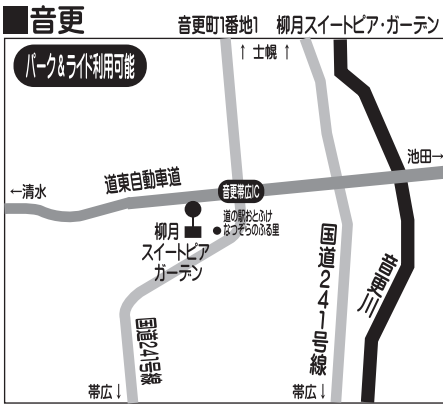 ■音更
音更町1番地1 柳月スイートピア・ガーデン
パーク&ライド利用可能
↑ 士幌 ↑
池田→
←清水
道東自動車道
音更帯広IC
道の駅おとふけ
なつぞらのふる里
柳月
スイートピア
ガーデン
国道241号線
音更川
国道241号線
帯広↓
帯広↓